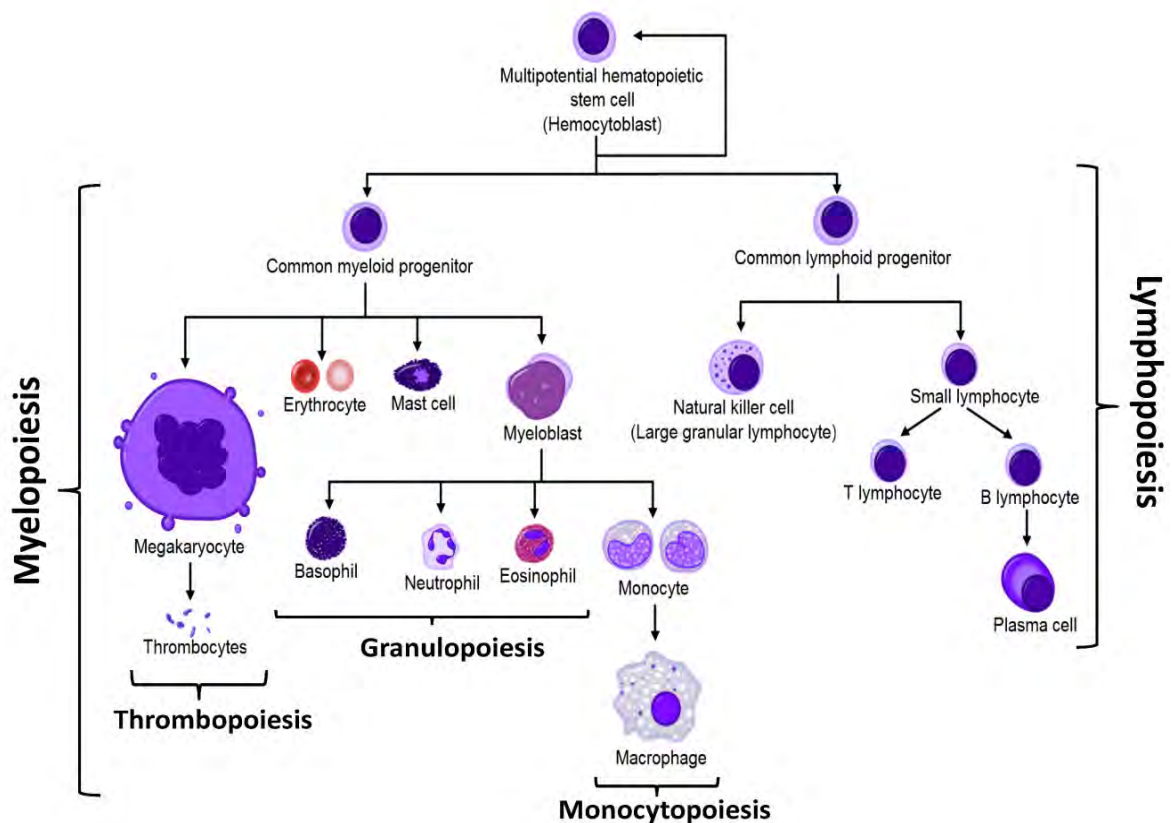 Multipotential hematopoietic
stem cell
(Hemocytoblast)
Common myeloid progenitor
Common lymphoid progenitor
Erythrocyte
Mast cell
Myeloblast
Natural killer cell
(Large granular lymphocyte)
Small lymphocyte
T lymphocyte
B lymphocyte
Megakaryocyte
Basophil
Neutrophil
Eosinophil
Monocyte
Plasma cell
Thrombocytes
Granulopoiesis
Thrombopoiesis
Macrophage
Monocytopoiesis
Myelopoiesis
Lymphopoiesis